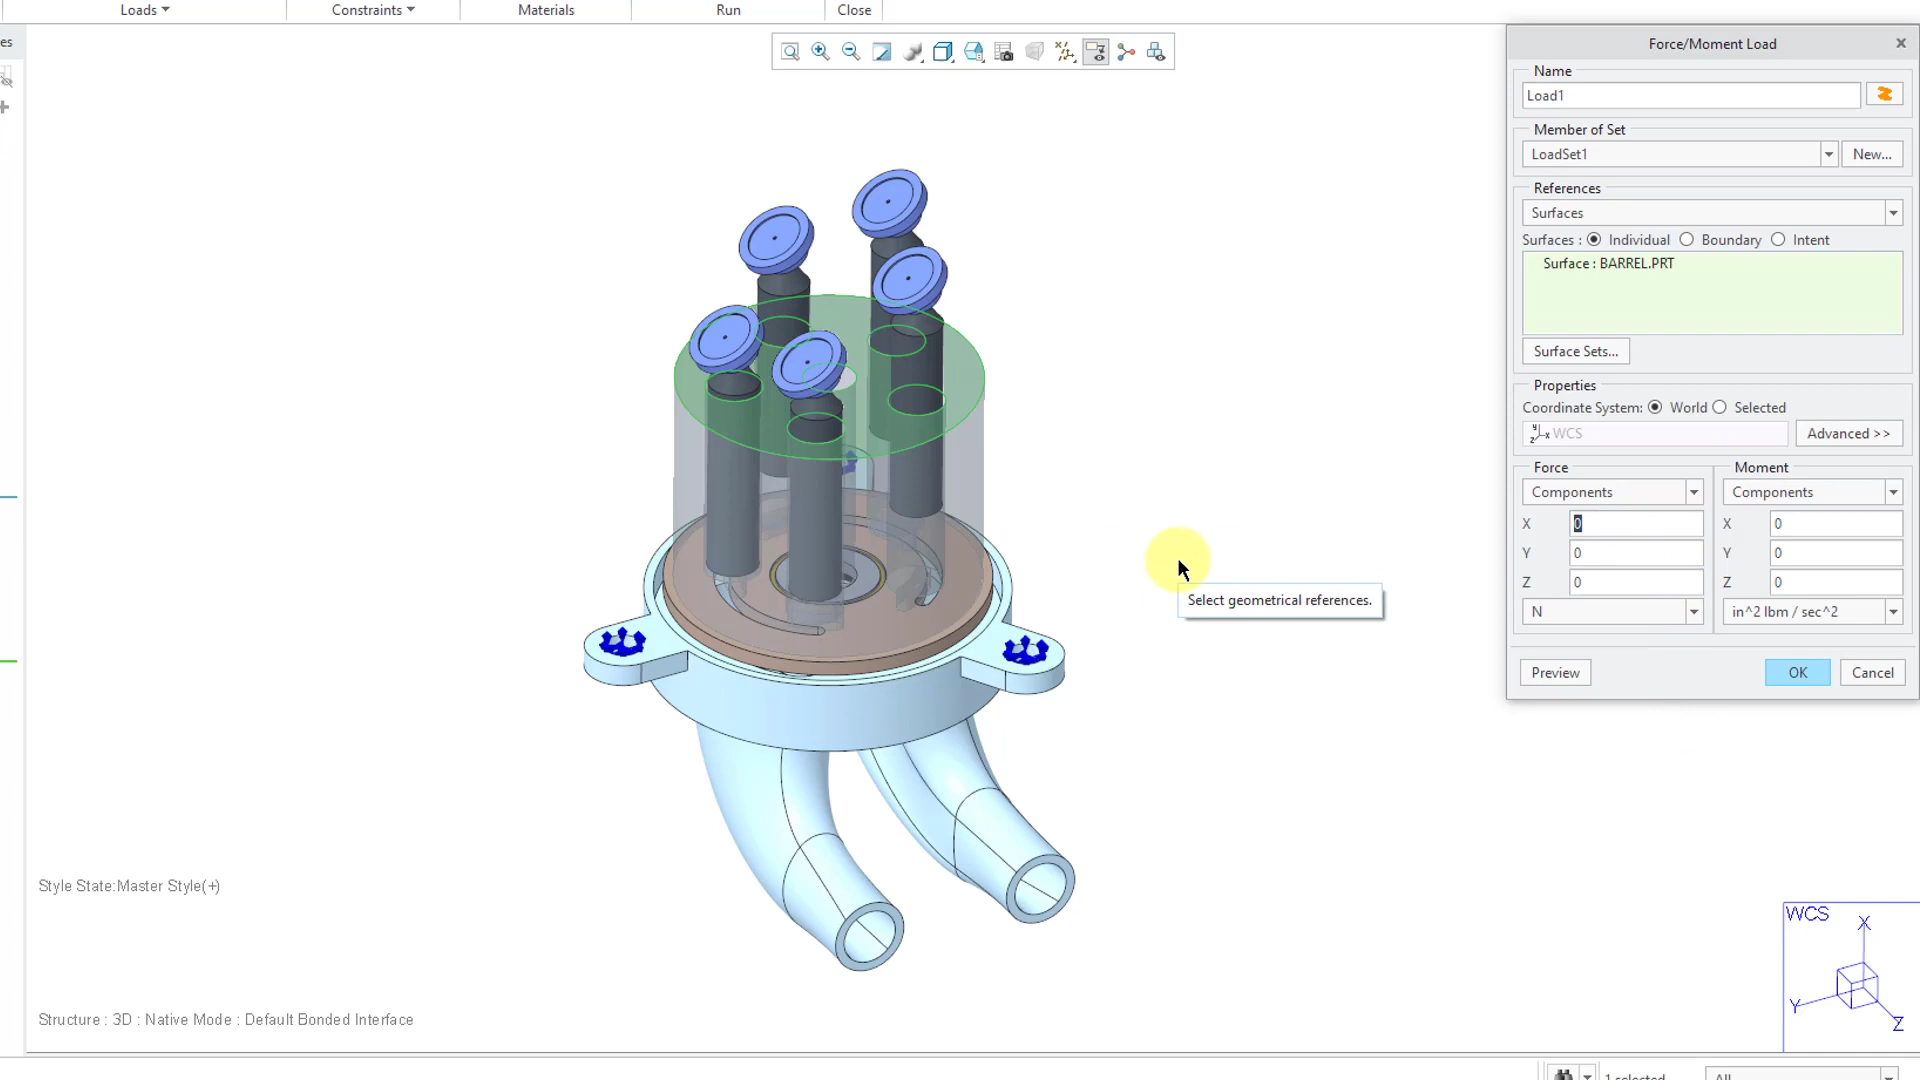 Loads
Constraints
Materials
Run
Close
es
Force/Moment Load
Name
Load1
Member of Set
LoadSet1
New...
References
Surfaces
Surfaces : Individual Boundary Intent
Surface : BARREL.PRT
Surface Sets...
Properties
Coordinate System: World Selected
WCS
Advanced >>
Force
Moment
Components
Components
X 0
X 0
Y 0
Y 0
Z 0
Z 0
N
in^2 lbm / sec^2
Preview
OK
Cancel
Select geometrical references.
Style State:Master Style(+)
WCS
X
Y
Z
Structure : 3D : Native Mode : Default Bonded Interface
1 selected
All